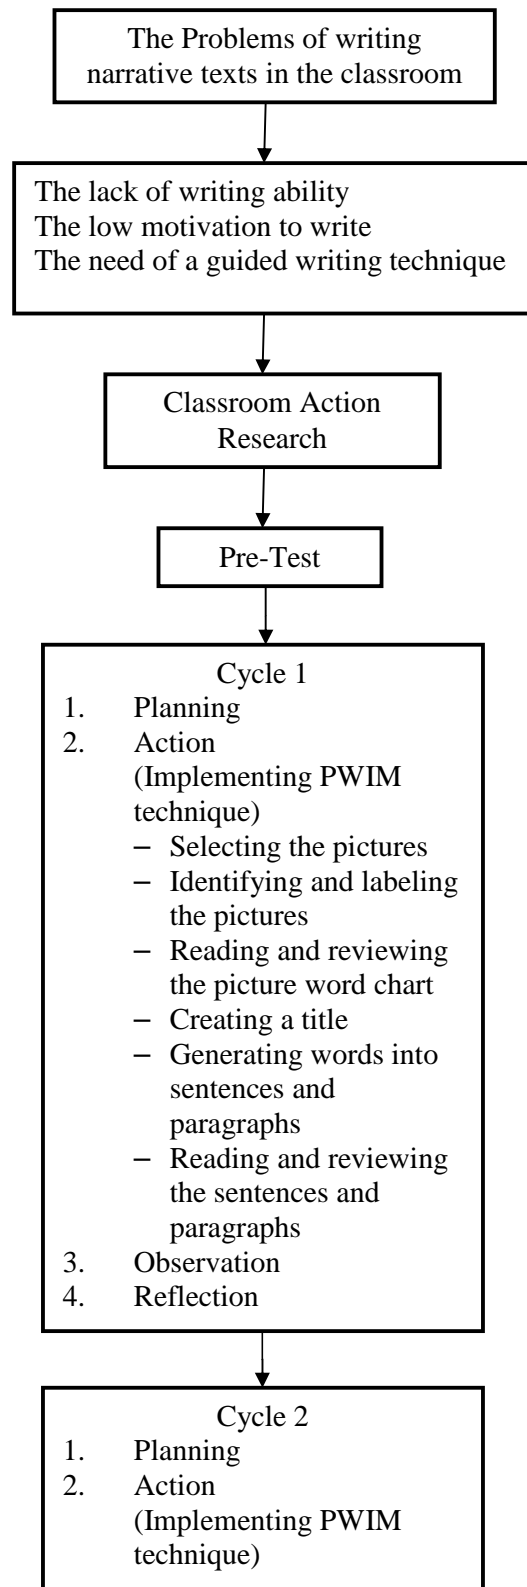 The Problems of writing
narrative texts in the classroom
The lack of writing ability
The low motivation to write
The need of a guided writing technique
Classroom Action
Research
Pre-Test
Cycle 1
1. Planning
2. Action
(Implementing PWIM
technique)
– Selecting the pictures
– Identifying and labeling
the pictures
– Reading and reviewing
the picture word chart
– Creating a title
– Generating words into
sentences and
paragraphs
– Reading and reviewing
the sentences and
paragraphs
3. Observation
4. Reflection
Cycle 2
1. Planning
2. Action
(Implementing PWIM
technique)